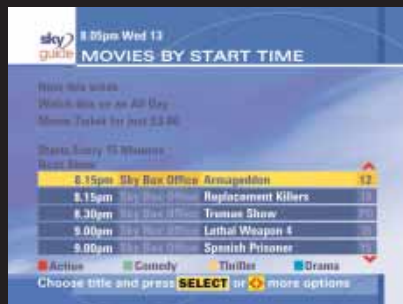 sky guide
8.05pm Wed 13
MOVIES BY START TIME
New this week
Watch this on an All Day
Movie Ticket for just £3.00
Starts Every 15 Minutes
Next Show
8.15pm Sky Box Office Armageddon 12
8.15pm Sky Box Office Replacement Killers
8.30pm Sky Box Office Truman Show PG
9.00pm Sky Box Office Lethal Weapon 4
9.00pm Sky Box Office Spanish Prisoner
Action Comedy Thriller Drama
Choose title and press SELECT or more options